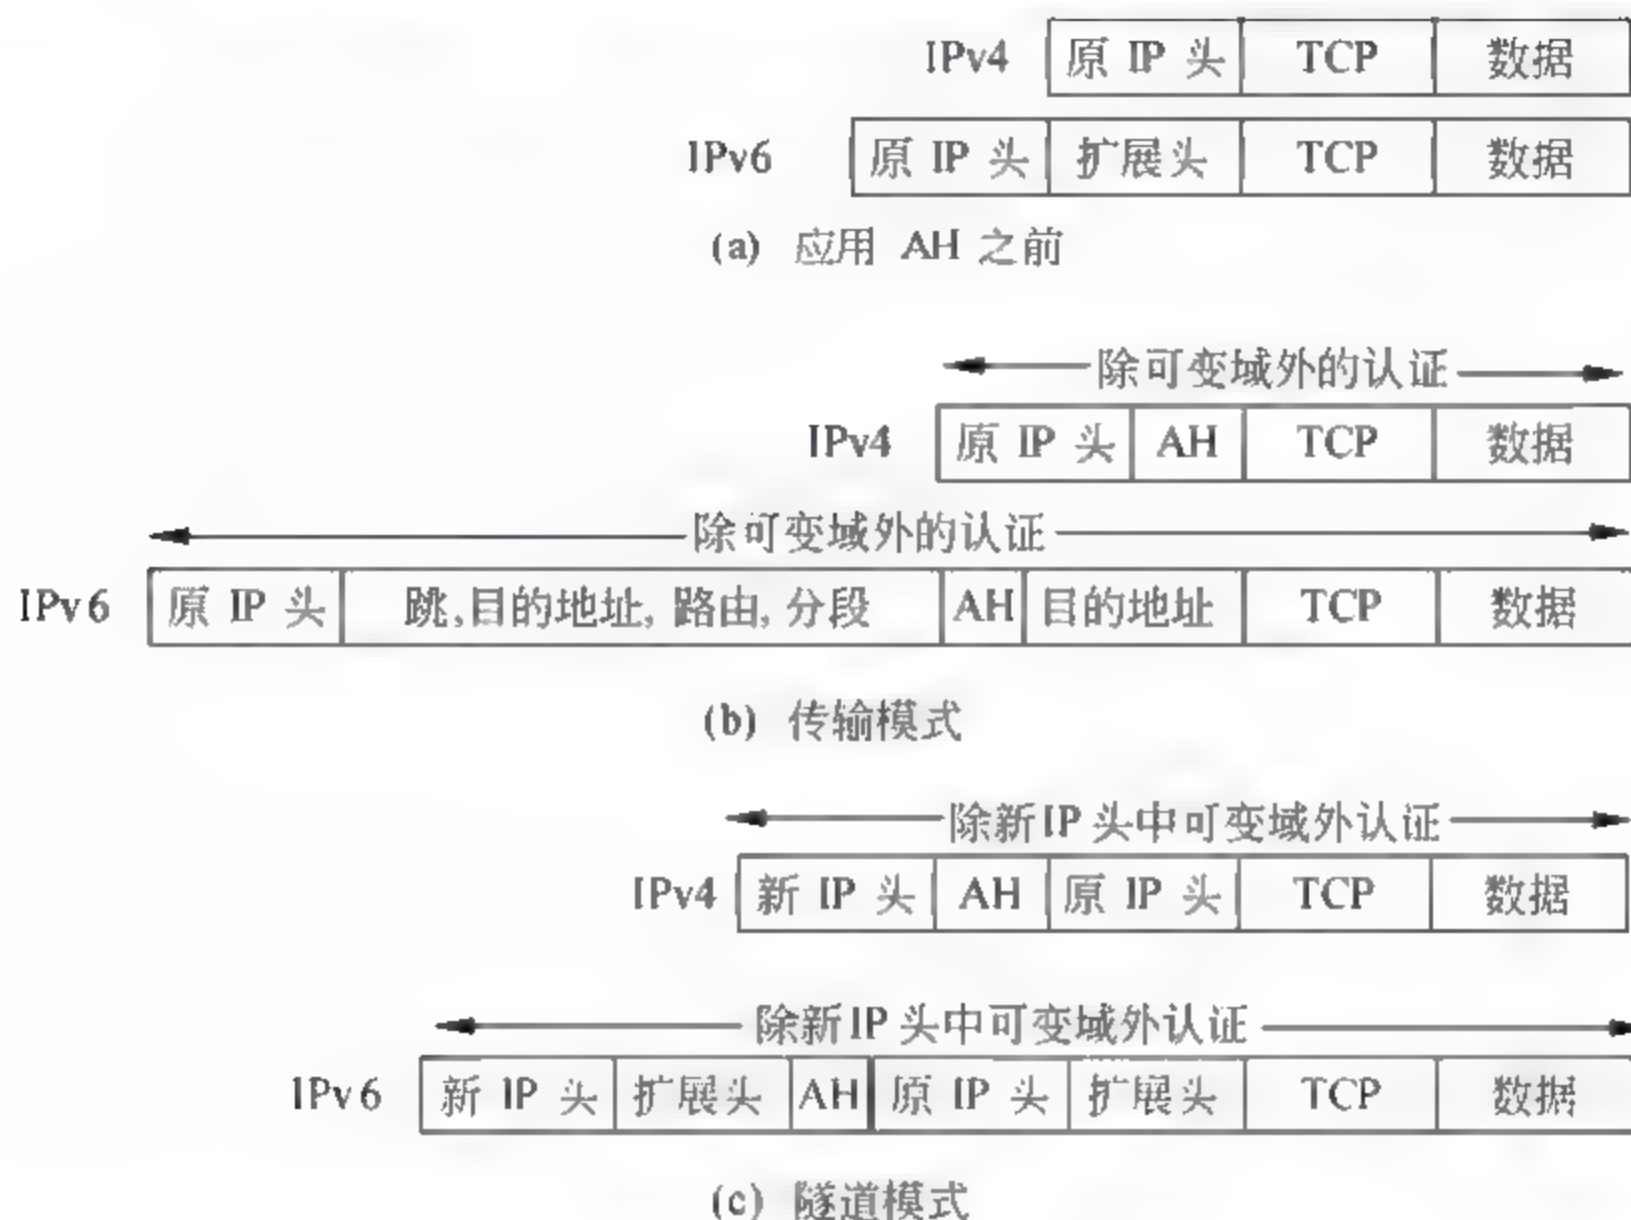 IPv4 原 IP 头 TCP 数据
IPv6 原 IP 头 扩展头 TCP 数据
(a) 应用 AH 之前
除可变域外的认证
IPv4 原 IP 头 AH TCP 数据
除可变域外的认证
IPv6 原 IP 头 跳,目的地址,路由,分段 AH 目的地址 TCP 数据
(b) 传输模式
除新IP 头中可变域外认证
IPv4 新 IP 头 AH 原 IP 头 TCP 数据
除新IP 头中可变域外认证
IPv6 新 IP 头 扩展头 AH 原 IP 头 扩展头 TCP 数据
(c) 隧道模式